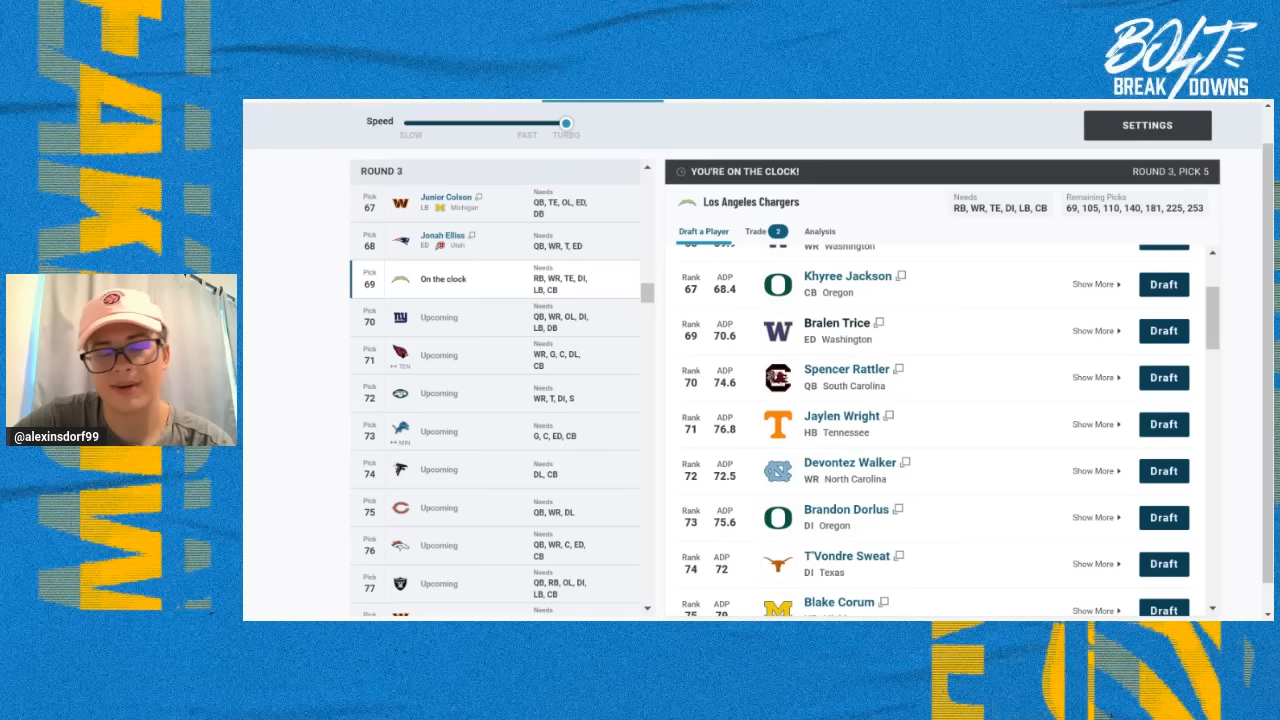 BOLT
BREAK DOWNS
Speed
SLOW
FAST
TURBO
SETTINGS
ROUND 3
Pick
67
Junior Colson
LB Michigan
Needs
QB, TE, OL, ED,
DB
Pick
68
Jonah Ellis
ED Utah
Needs
QB, WR, T, ED
Pick
69
On the clock
Needs
RB, WR, TE, DI,
LB, CB
Pick
70
Upcoming
Needs
QB, WR, OL, DI,
LB, DB
Pick
71
TEN
Upcoming
Needs
WR, G, C, DL,
CB
Pick
72
Upcoming
Needs
WR, T, DI, S
Pick
73
MIN
Upcoming
Needs
G, C, ED, CB
Pick
74
Upcoming
Needs
DL, CB
Pick
75
Upcoming
Needs
QB, WR, DL
Pick
76
Upcoming
Needs
QB, WR, C, ED,
CB
Pick
77
Upcoming
Needs
QB, RB, OL, DI,
LB, CB
Pick
Needs
YOU'RE ON THE CLOCK!
ROUND 3, PICK 5
Los Angeles Chargers
Needs
RB, WR, TE, DI, LB, CB
Remaining Picks
69, 105, 110, 140, 181, 225, 253
Draft a Player
Trade 2
Analysis
WR Washington
Rank
67
ADP
68.4
Khyree Jackson
CB Oregon
Show More
Draft
Rank
69
ADP
70.6
Bralen Trice
ED Washington
Show More
Draft
Rank
70
ADP
74.6
Spencer Rattler
QB South Carolina
Show More
Draft
Rank
71
ADP
76.8
Jaylen Wright
HB Tennessee
Show More
Draft
Rank
72
ADP
72.5
Devontez Walker
WR North Carolina
Show More
Draft
Rank
73
ADP
75.6
Brandon Dorlus
DI Oregon
Show More
Draft
Rank
74
ADP
72
T'Vondre Sweat
DI Texas
Show More
Draft
Rank
75
ADP
79
Blake Corum
Show More
Draft
@alexinsdorf99